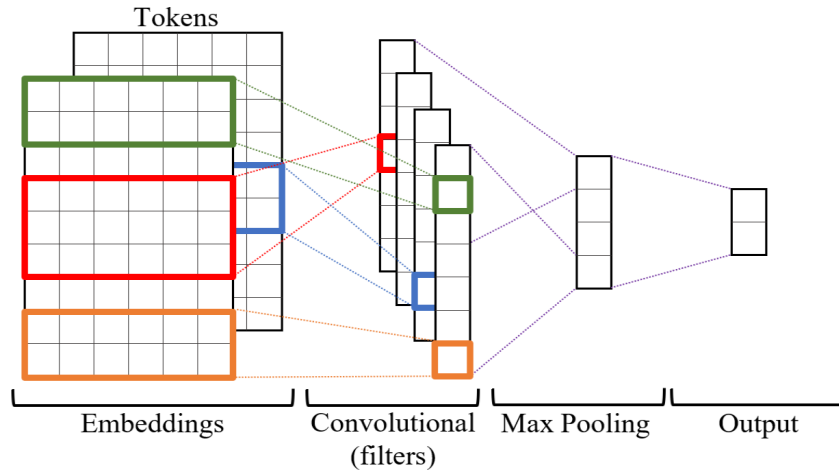 Tokens
Embeddings
Convolutional
(filters)
Max Pooling
Output